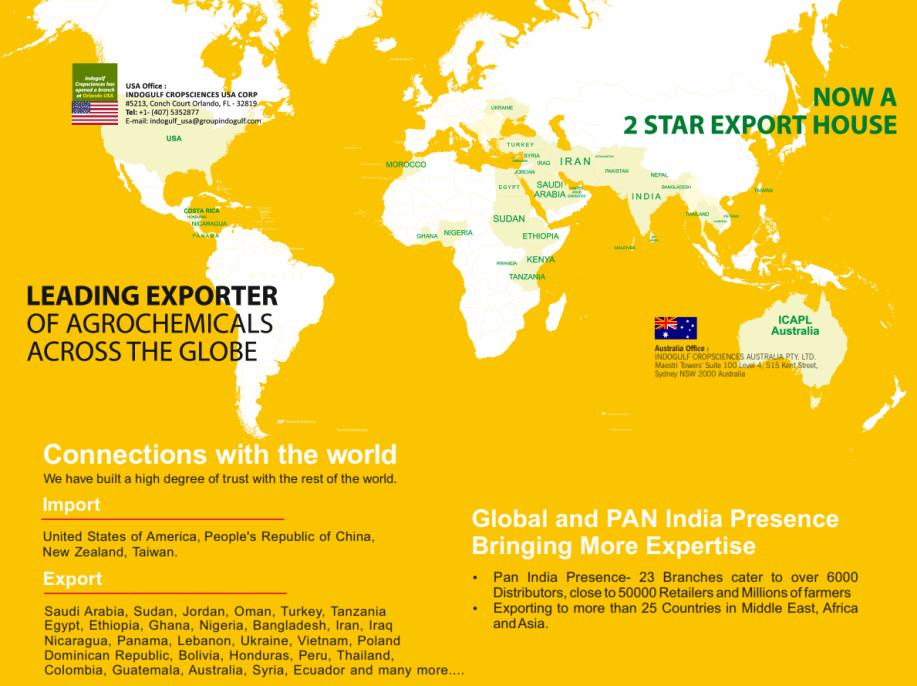 Indogulf
Cropsciences has
opened a branch
at Orlando USA
USA Office :
INDOGULF CROPSCIENCES USA CORP
#5213, Conch Court Orlando, FL - 32819
Tel: +1- (407) 5352877
E-mail: indogulf_usa@groupindogulf.com
NOW A
2 STAR EXPORT HOUSE
USA
UKRAINE
TURKEY
SYRIA
IRAQ
IRAN
MOROCCO
JORDAN
PAKISTAN
NEPAL
EGYPT
SAUDI
ARABIA
INDIA
BANGLADESH
TAIWAN
COSTA RICA
HONDURAS
NICARAGUA
PANAMA
SUDAN
THAILAND
VIETNAM
GHANA
NIGERIA
ETHIOPIA
MALDIVES
RWANDA
KENYA
TANZANIA
LEADING EXPORTER
OF AGROCHEMICALS
ACROSS THE GLOBE
ICAPL
Australia
Australia Office :
INDOGULF CROPSCIENCES AUSTRALIA PTY. LTD.
Maestri Towers' Suite 100 Level 4, 515 Kent Street,
Sydney NSW 2000 Australia
Connections with the world
We have built a high degree of trust with the rest of the world.
Import
United States of America, People's Republic of China,
New Zealand, Taiwan.
Export
Saudi Arabia, Sudan, Jordan, Oman, Turkey, Tanzania
Egypt, Ethiopia, Ghana, Nigeria, Bangladesh, Iran, Iraq
Nicaragua, Panama, Lebanon, Ukraine, Vietnam, Poland
Dominican Republic, Bolivia, Honduras, Peru, Thailand,
Colombia, Guatemala, Australia, Syria, Ecuador and many more....
Global and PAN India Presence
Bringing More Expertise
• Pan India Presence- 23 Branches cater to over 6000
Distributors, close to 50000 Retailers and Millions of farmers
• Exporting to more than 25 Countries in Middle East, Africa
and Asia.